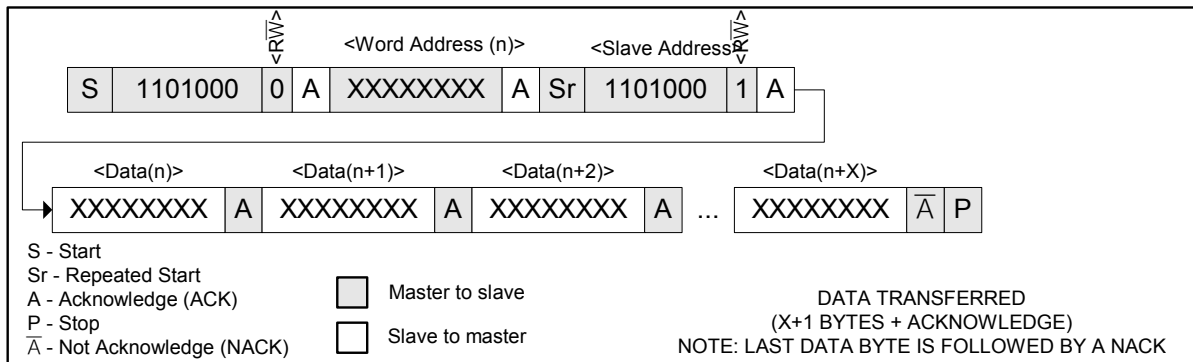 <RW̅> <RW̅>
<Word Address (n)> <Slave Address>
S 1101000 0 A XXXXXXXX A Sr 1101000 1 A
<Data(n)> <Data(n+1)> <Data(n+2)> <Data(n+X)>
XXXXXXXX A XXXXXXXX A XXXXXXXX A ... XXXXXXXX A̅ P
S - Start
Sr - Repeated Start
A - Acknowledge (ACK)
P - Stop
A̅ - Not Acknowledge (NACK)
Master to slave
Slave to master
DATA TRANSFERRED
(X+1 BYTES + ACKNOWLEDGE)
NOTE: LAST DATA BYTE IS FOLLOWED BY A NACK